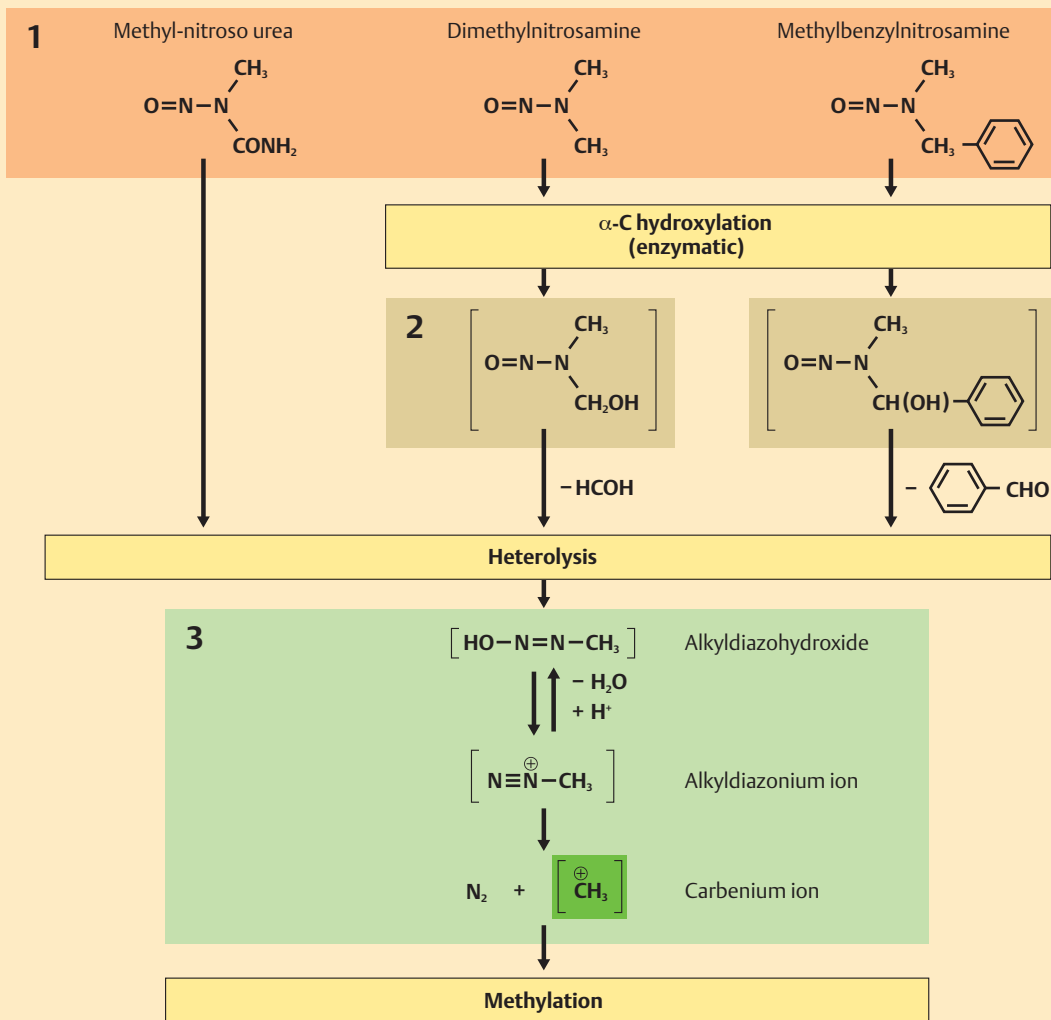 1
Methyl-nitroso urea
Dimethylnitrosamine
Methylbenzylnitrosamine
CH₃
O=N–N
CONH₂
CH₃
O=N–N
CH₃
CH₃
O=N–N
CH₃
α-C hydroxylation
(enzymatic)
2
CH₃
O=N–N
CH₂OH
CH₃
O=N–N
CH(OH)
– HCOH
– CHO
Heterolysis
3
[HO–N=N–CH₃] Alkyldiazohydroxide
– H₂O
+ H⁺
[N≡N⊕–CH₃] Alkyldiazonium ion
N₂ + [⊕CH₃] Carbenium ion
Methylation